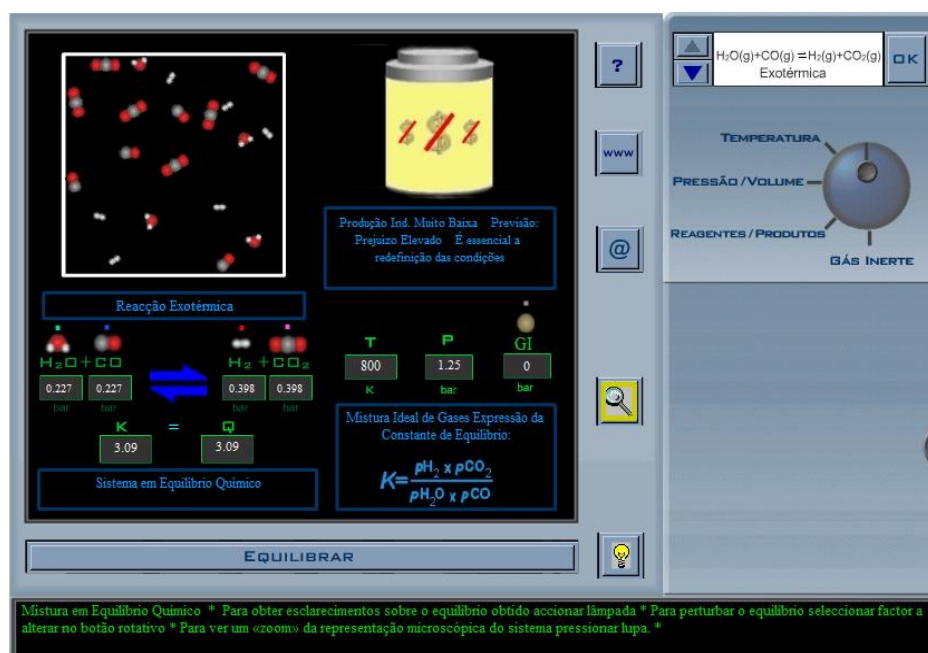 ?
www
@
H₂O(g)+CO(g)⇌H₂(g)+CO₂(g)
Exotérmica
OK
TEMPERATURA
PRESSÃO/VOLUME
REAGENTES/PRODUTOS
GÁS INERTE
Produção Ind. Muito Baixa Previsão:
Prejuízo Elevado É essencial a
redefinição das condições
Reacção Exotérmica
H₂O+CO
H₂+CO₂
0.227 0.227 0.398 0.398
bar bar bar bar
K = Q
3.09 3.09
Sistema em Equilíbrio Químico
T P GI
800 1.25 0
K bar bar
Mistura Ideal de Gases Expressão da
Constante de Equilíbrio:
K= pH₂ x pCO₂
pH₂O x pCO
EQUILIBRAR
Mistura em Equilíbrio Químico * Para obter esclarecimentos sobre o equilíbrio obtido accionar lâmpada * Para perturbar o equilíbrio seleccionar factor a
alterar no botão rotativo * Para ver um «zoom» da representação microscópica do sistema pressionar lupa. *